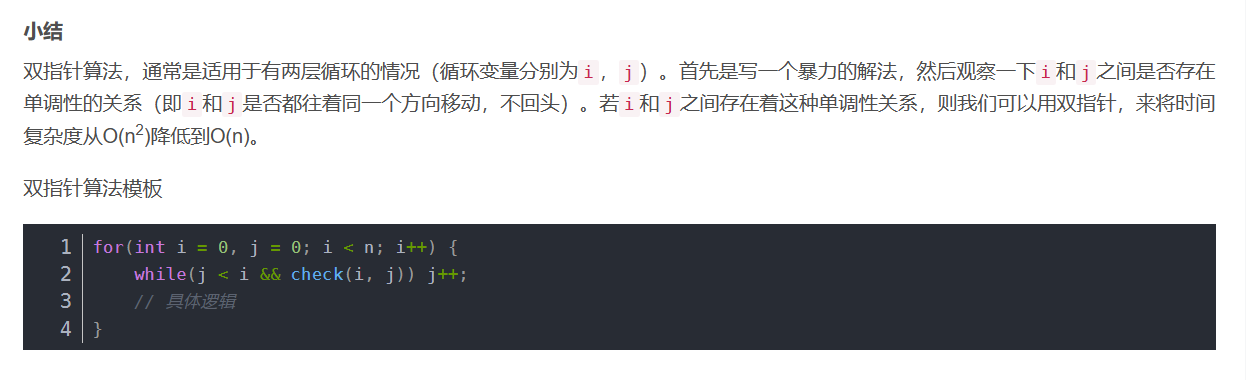 小结
双指针算法，通常是适用于有两层循环的情况（循环变量分别为i，j）。首先是写一个暴力的解法，然后观察一下i和j之间是否存在
单调性的关系（即i和j是否都往着同一个方向移动，不回头）。若i和j之间存在着这种单调性关系，则我们可以用双指针，来将时间
复杂度从O(n²)降低到O(n)。
双指针算法模板
1 for(int i = 0, j = 0; i < n; i++) {
2     while(j < i && check(i, j)) j++;
3     // 具体逻辑
4 }